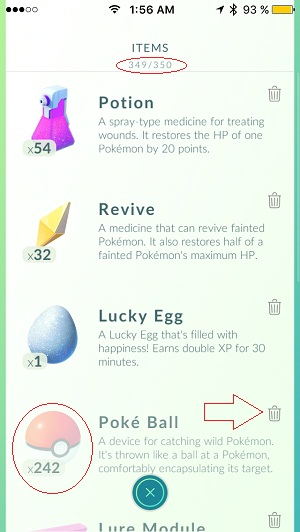 1:56 AM 93 %
ITEMS
349/350
Potion
A spray-type medicine for treating
wounds. It restores the HP of one
Pokémon by 20 points.
x54
Revive
A medicine that can revive fainted
Pokémon. It also restores half of a
fainted Pokémon's maximum HP.
x32
Lucky Egg
A Lucky Egg that's filled with
happiness! Earns double XP for 30
minutes.
x1
Poké Ball
A device for catching wild Pokémon.
It's thrown like a ball at a Pokémon,
comfortably encapsulating its target.
x242
Lure Module